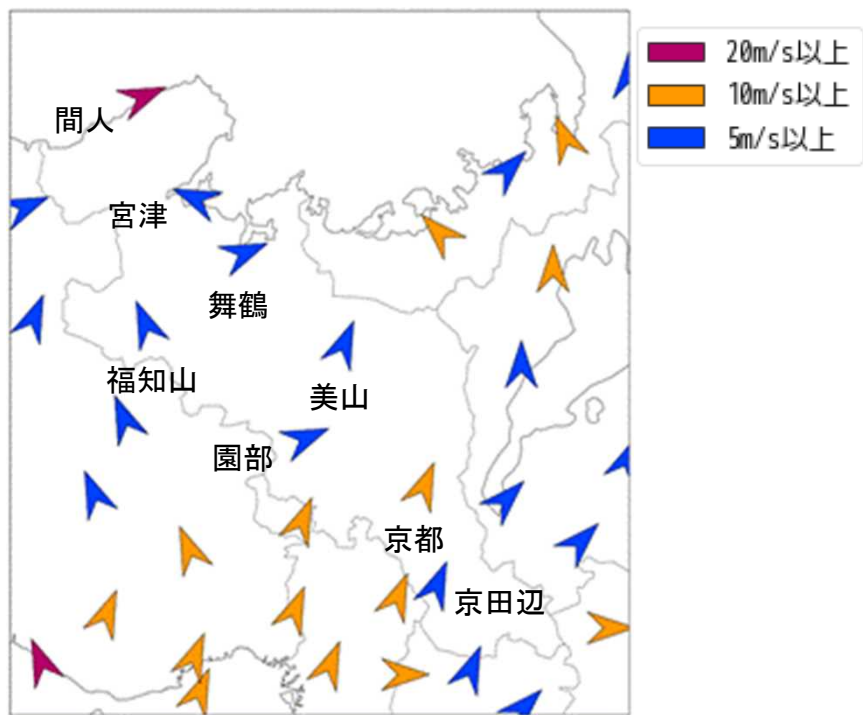 20m/s以上
10m/s以上
5m/s以上
間人
宮津
舞鶴
福知山
美山
園部
京都
京田辺